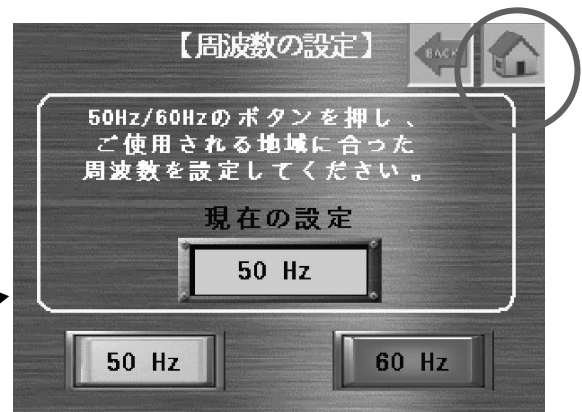 【周波数の設定】
BACK
50Hz/60Hzのボタンを押し、
ご使用される地域に合った
周波数を設定してください。
現在の設定
50 Hz
50 Hz
60 Hz